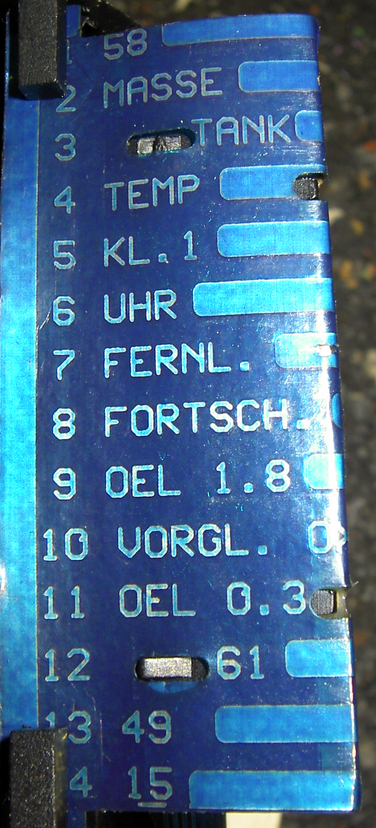 58
2 MASSE
3 TANK
4 TEMP
5 KL.1
6 UHR
7 FERNL.
8 FORTSCH.
9 OEL 1.8
10 VORGL.
11 OEL 0.3
12 61
13 49
4 15